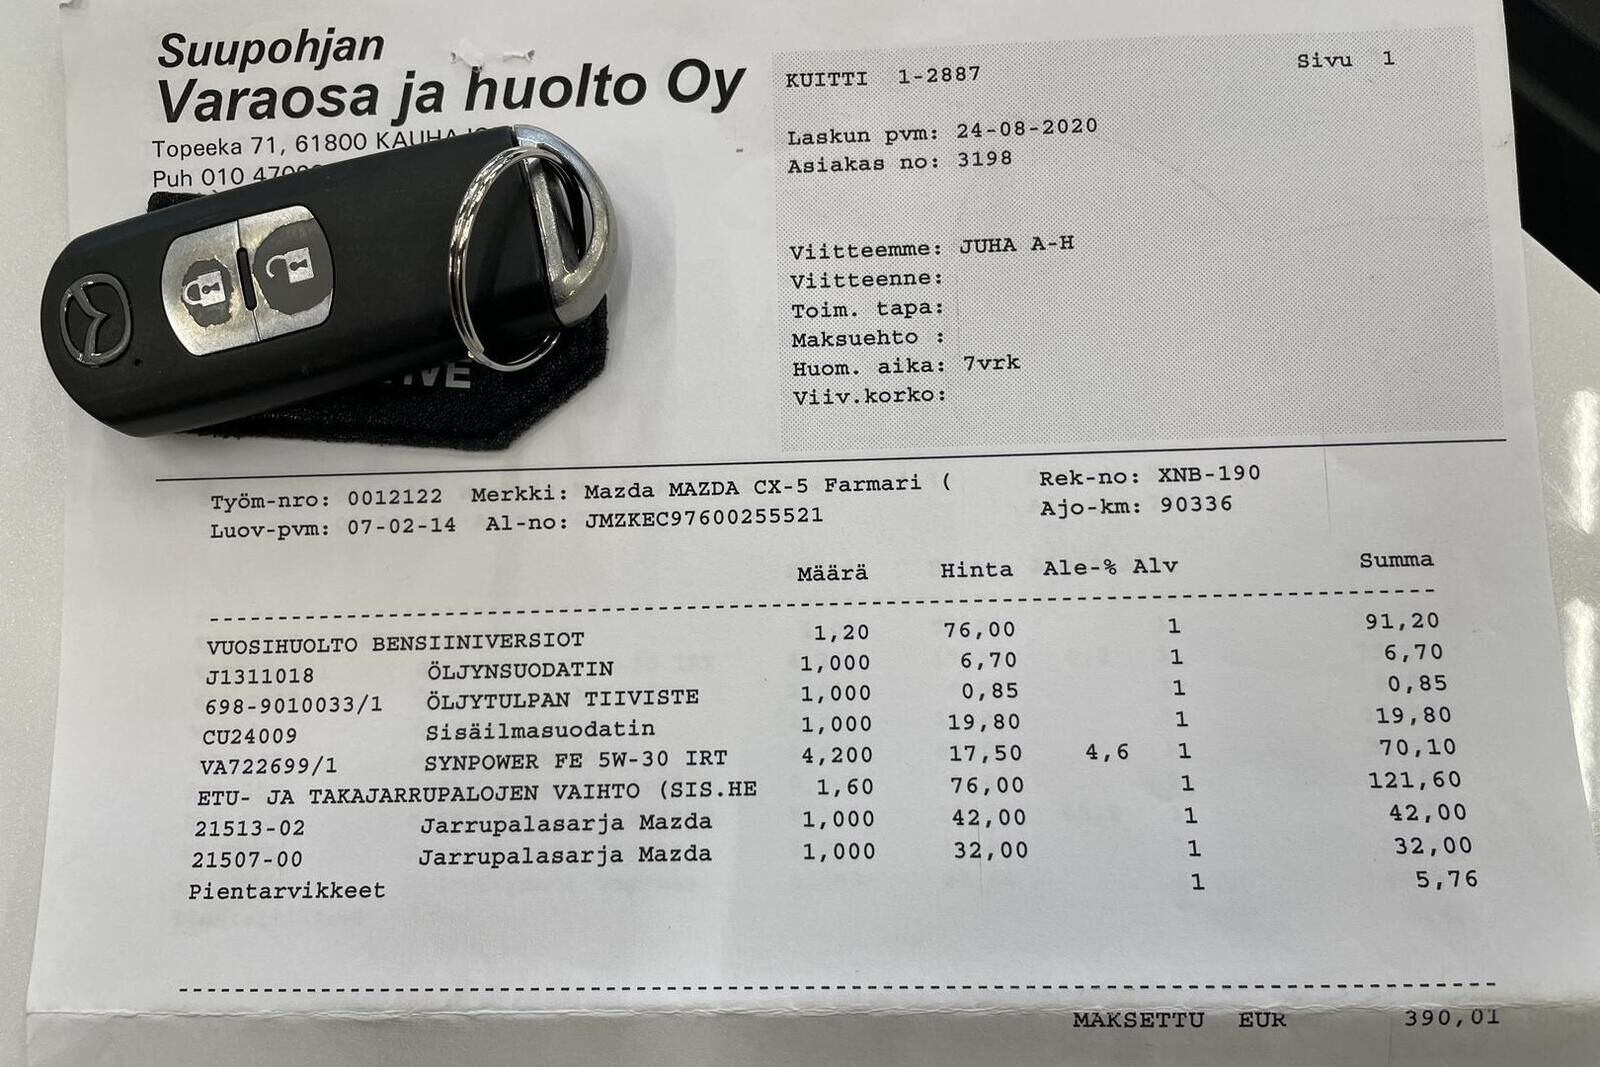 Suupohjan
Varaosa ja huolto Oy
Topeeka 71, 61800
Puh 010
KUITTI 1-2887
Sivu 1
Laskun pvm: 24-08-2020
Asiakas no: 3198
Viitteemme: JUHA A-H
Viitteenne:
Toim. tapa:
Maksuehto :
Huom. aika: 7vrk
Viiv.korko:
Työm-nro: 0012122 Merkki: Mazda MAZDA CX-5 Farmari ( Rek-no: XNB-190
Luov-pvm: 07-02-14 Al-no: JMZKEC97600255521 Ajo-km: 90336
Määrä Hinta Ale-% Alv Summa
VUOSIHUOLTO BENSIINIVERSIOT 1,20 76,00 1 91,20
J1311018 ÖLJYNSUODATIN 1,000 6,70 1 6,70
698-9010033/1 ÖLJYTULPAN TIIVISTE 1,000 0,85 1 0,85
CU24009 Sisäilmasuodatin 1,000 19,80 1 19,80
VA722699/1 SYNPOWER FE 5W-30 IRT 4,200 17,50 4,6 1 70,10
ETU- JA TAKAJARRUPALOJEN VAIHTO (SIS.HE 1,60 76,00 1 121,60
21513-02 Jarrupalasarja Mazda 1,000 42,00 1 42,00
21507-00 Jarrupalasarja Mazda 1,000 32,00 1 32,00
Pientarvikkeet 1 5,76
MAKSETTU EUR 390,01